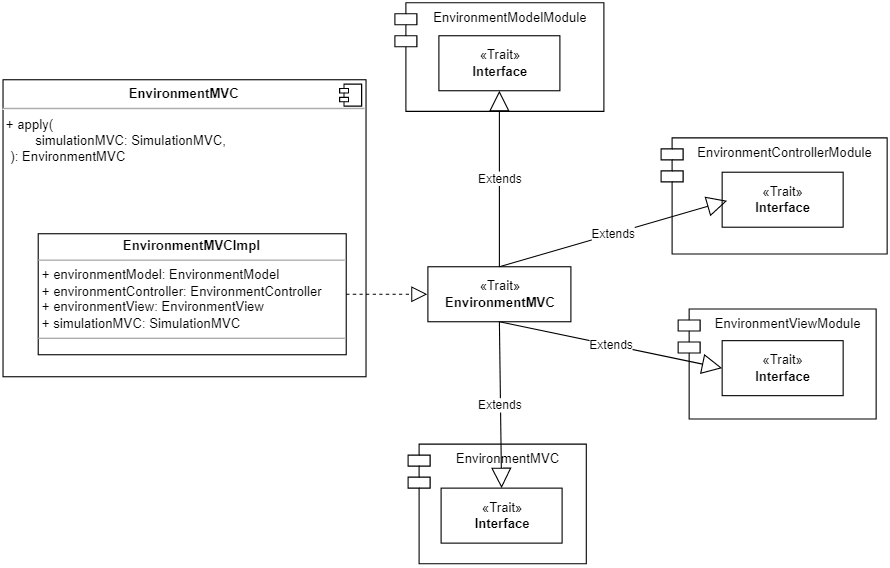 EnvironmentModelModule
«Trait»
Interface
EnvironmentMVC
+ apply(
simulationMVC: SimulationMVC,
): EnvironmentMVC
EnvironmentMVCImpl
+ environmentModel: EnvironmentModel
+ environmentController: EnvironmentController
+ environmentView: EnvironmentView
+ simulationMVC: SimulationMVC
Extends
EnvironmentControllerModule
«Trait»
Interface
Extends
«Trait»
EnvironmentMVC
EnvironmentViewModule
«Trait»
Interface
Extends
Extends
EnvironmentMVC
«Trait»
Interface